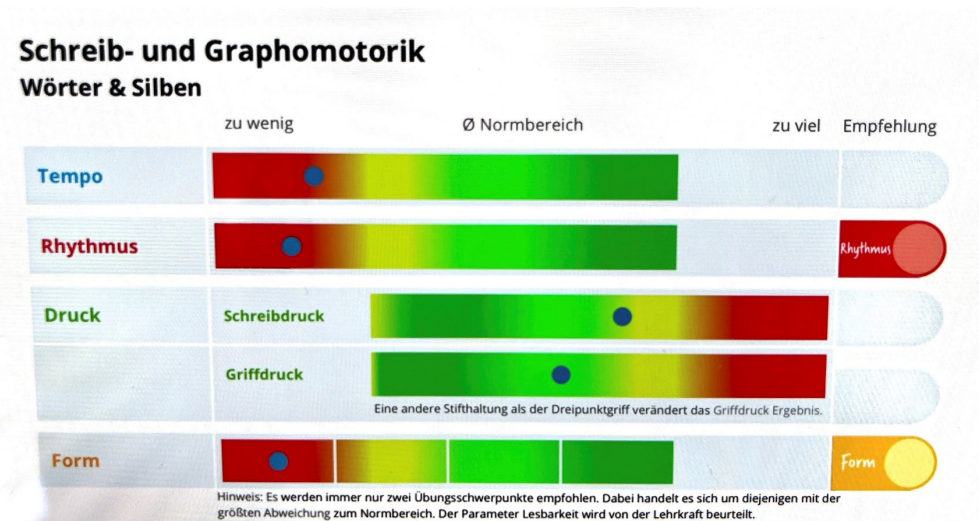 Schreib- und Graphomotorik
Wörter & Silben
zu wenig Ø Normbereich zu viel Empfehlung
Tempo
Rhythmus Rhythmus
Druck Schreibdruck
Griffdruck
Eine andere Stifthaltung als der Dreipunktgriff verändert das Griffdruck Ergebnis.
Form Form
Hinweis: Es werden immer nur zwei Übungsschwerpunkte empfohlen. Dabei handelt es sich um diejenigen mit der
größten Abweichung zum Normbereich. Der Parameter Lesbarkeit wird von der Lehrkraft beurteilt.